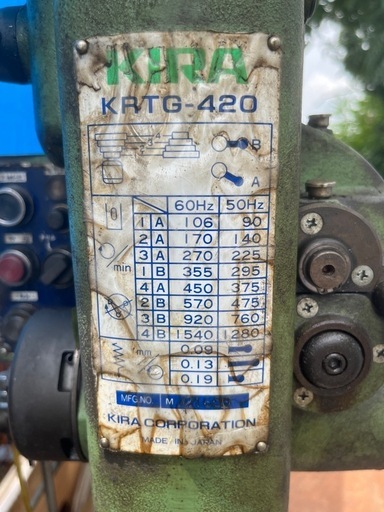 KIRA
KRTG-420
B
A
60Hz 50Hz
1 A 106 90
2 A 170 140
/min 3 A 270 225
1 B 355 295
4 A 450 375
2 B 570 475
3 B 920 760
4 B 1540 1280
mm 0.09
0.13
0.19
MFG NO. M
KIRA CORPORATION
MADE IN JAPAN